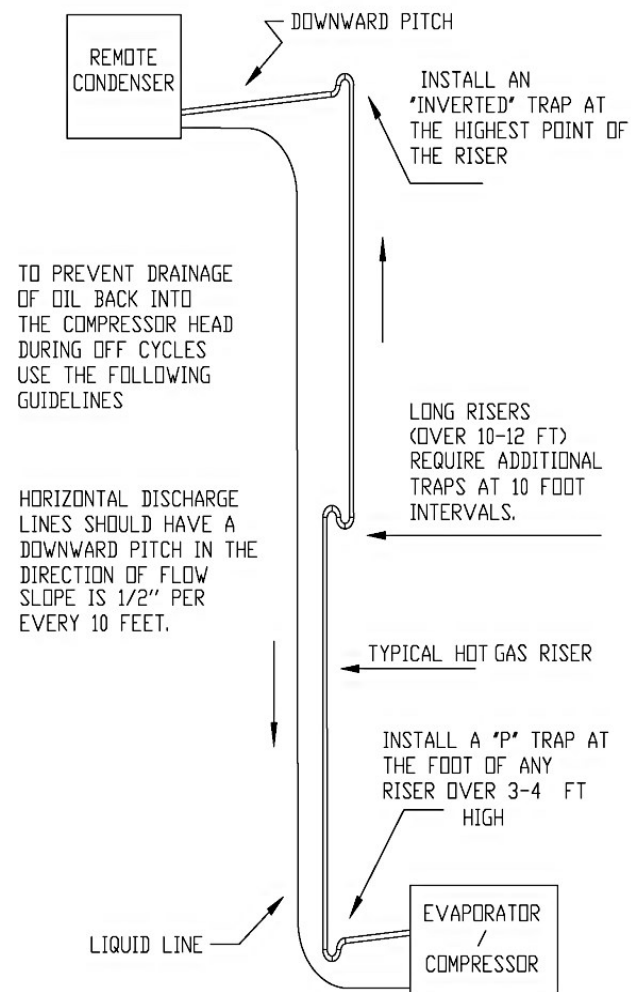 DOWNWARD PITCH
REMOTE
CONDENSER
INSTALL AN
"INVERTED" TRAP AT
THE HIGHEST POINT OF
THE RISER
TO PREVENT DRAINAGE
OF OIL BACK INTO
THE COMPRESSOR HEAD
DURING OFF CYCLES
USE THE FOLLOWING
GUIDELINES
LONG RISERS
(OVER 10-12 FT)
REQUIRE ADDITIONAL
TRAPS AT 10 FOOT
INTERVALS.
HORIZONTAL DISCHARGE
LINES SHOULD HAVE A
DOWNWARD PITCH IN THE
DIRECTION OF FLOW
SLOPE IS 1/2" PER
EVERY 10 FEET.
TYPICAL HOT GAS RISER
INSTALL A "P" TRAP AT
THE FOOT OF ANY
RISER OVER 3-4 FT
HIGH
LIQUID LINE
EVAPORATOR
/
COMPRESSOR